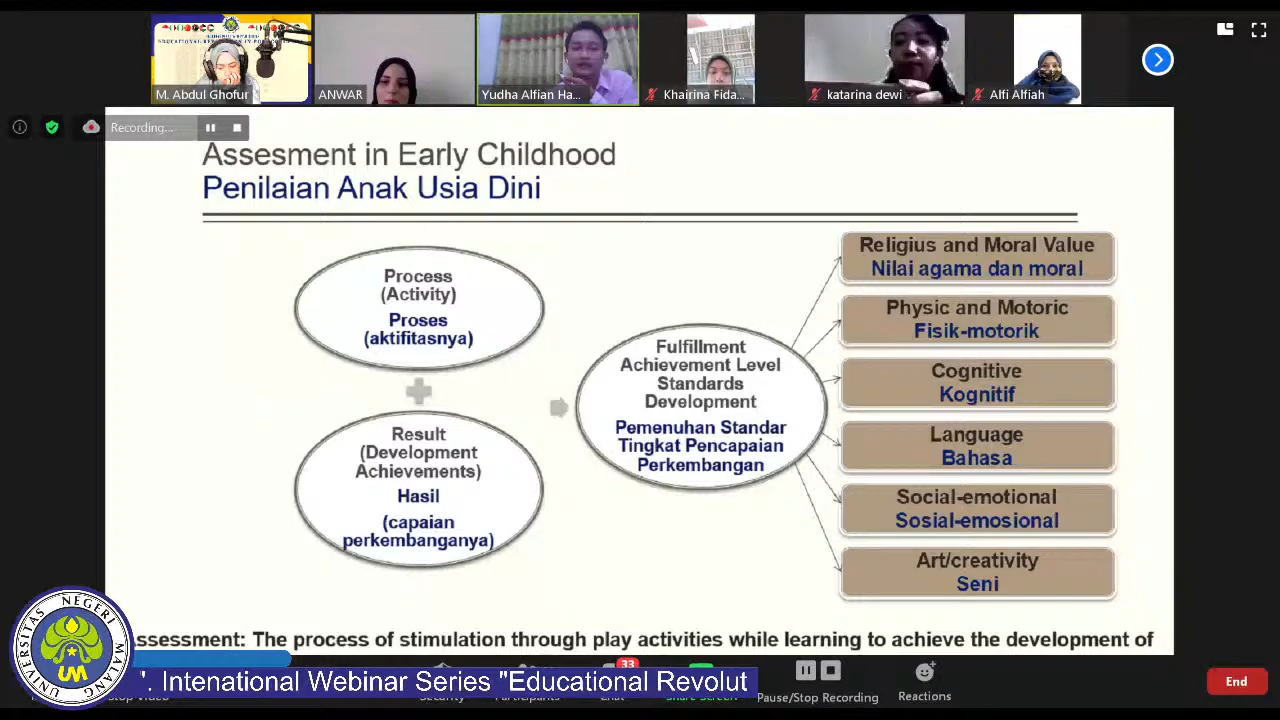 M. Abdul Ghofur
ANWAR
Yudha Alfian Ha...
Khairina Fida...
katarina dewi
Alfi Alfiah
Recording...
Assesment in Early Childhood
Penilaian Anak Usia Dini
Process
(Activity)
Proses
(aktifitasnya)
Result
(Development
Achievements)
Hasil
(capaian
perkembanganya)
Fulfillment
Achievement Level
Standards
Development
Pemenuhan Standar
Tingkat Pencapaian
Perkembangan
Religius and Moral Value
Nilai agama dan moral
Physic and Motoric
Fisik-motorik
Cognitive
Kognitif
Language
Bahasa
Social-emotional
Sosial-emosional
Art/creativity
Seni
ssessment: The process of stimulation through play activities while learning to achieve the development of
UM
33
'. Intenational Webinar Series "Educational Revolut
Pause/Stop Recording
Reactions
End